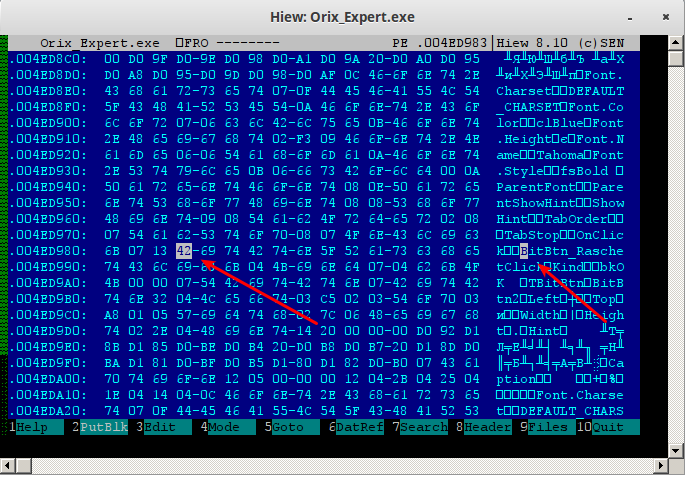 Hiew: Orix_Expert.exe
Orix_Expert.exe FRO -------- PE .004ED983|Hiew 8.10 (c)SEN
.004ED8C0: 00 D0 9F D0-9E D0 98 D0-A1 D0 9A 20-D0 A0 D0 95
.004ED8D0: D0 A8 D0 95-D0 9D D0 98-D0 AF 0C 46-6F 6E 74 2E Font.
.004ED8E0: 43 68 61 72-73 65 74 07-0F 44 45 46-41 55 4C 54 Charset DEFAULT
.004ED8F0: 5F 43 48 41-52 53 45 54-0A 46 6F 6E-74 2E 43 6F _CHARSET Font.Co
.004ED900: 6C 6F 72 07-06 63 6C 42-6C 75 65 0B-46 6F 6E 74 lor clBlue Font
.004ED910: 2E 48 65 69-67 68 74 02-F3 09 46 6F-6E 74 2E 4E .Height Font.N
.004ED920: 61 6D 65 06-06 54 61 68-6F 6D 61 0A-46 6F 6E 74 ame Tahoma Font
.004ED930: 2E 53 74 79-6C 65 0B 06-66 73 42 6F-6C 64 00 0A .Style fsBold
.004ED940: 50 61 72 65-6E 74 46 6F-6E 74 08 08-50 61 72 65 ParentFont Pare
.004ED950: 6E 74 53 68-6F 77 48 69-6E 74 08 08-53 68 6F 77 ntShowHint Show
.004ED960: 48 69 6E 74-09 08 54 61-62 4F 72 64-65 72 02 08 Hint TabOrder
.004ED970: 07 54 61 62-53 74 6F 70-08 07 4F 6E-43 6C 69 63 TabStop OnClic
.004ED980: 6B 07 13 42-69 74 42 74-6E 5F 52 61-73 63 68 65 k BitBtn_Rasche
.004ED990: 74 43 6C 69-63 6B 04 4B-69 6E 64 07-04 62 6B 4F tClick Kind bkO
.004ED9A0: 4B 00 00 07-54 42 69 74-42 74 6E 07-42 69 74 42 K TBitBtn BitB
.004ED9B0: 74 6E 32 04-4C 65 66 74-03 C5 02 03-54 6F 70 03 tn2 Left Top
.004ED9C0: A8 01 05 57-69 64 74 68-02 7C 06 48-65 69 67 68 Width Heigh
.004ED9D0: 74 02 2E 04-48 69 6E 74-14 20 00 00-00 D0 92 D1 t . Hint
.004ED9E0: 8B D1 85 D0-BE D0 B4 20-D0 B8 D0 B7-20 D1 8D D0
.004ED9F0: BA D1 81 D0-BF D0 B5 D1-80 D1 82 D0-B0 07 43 61 Ca
.004EDA00: 70 74 69 6F-6E 12 05 00-00 00 12 04-2B 04 25 04 ption
.004EDA10: 1E 04 14 04-0C 46 6F 6E-74 2E 43 68-61 72 73 65 Font.Charse
.004EDA20: 74 07 0F 44-45 46 41 55-4C 54 5F 43-48 41 52 53 t DEFAULT_CHARS
1Help 2PutBlk 3Edit 4Mode 5Goto 6DatRef 7Search 8Header 9Files 10Quit